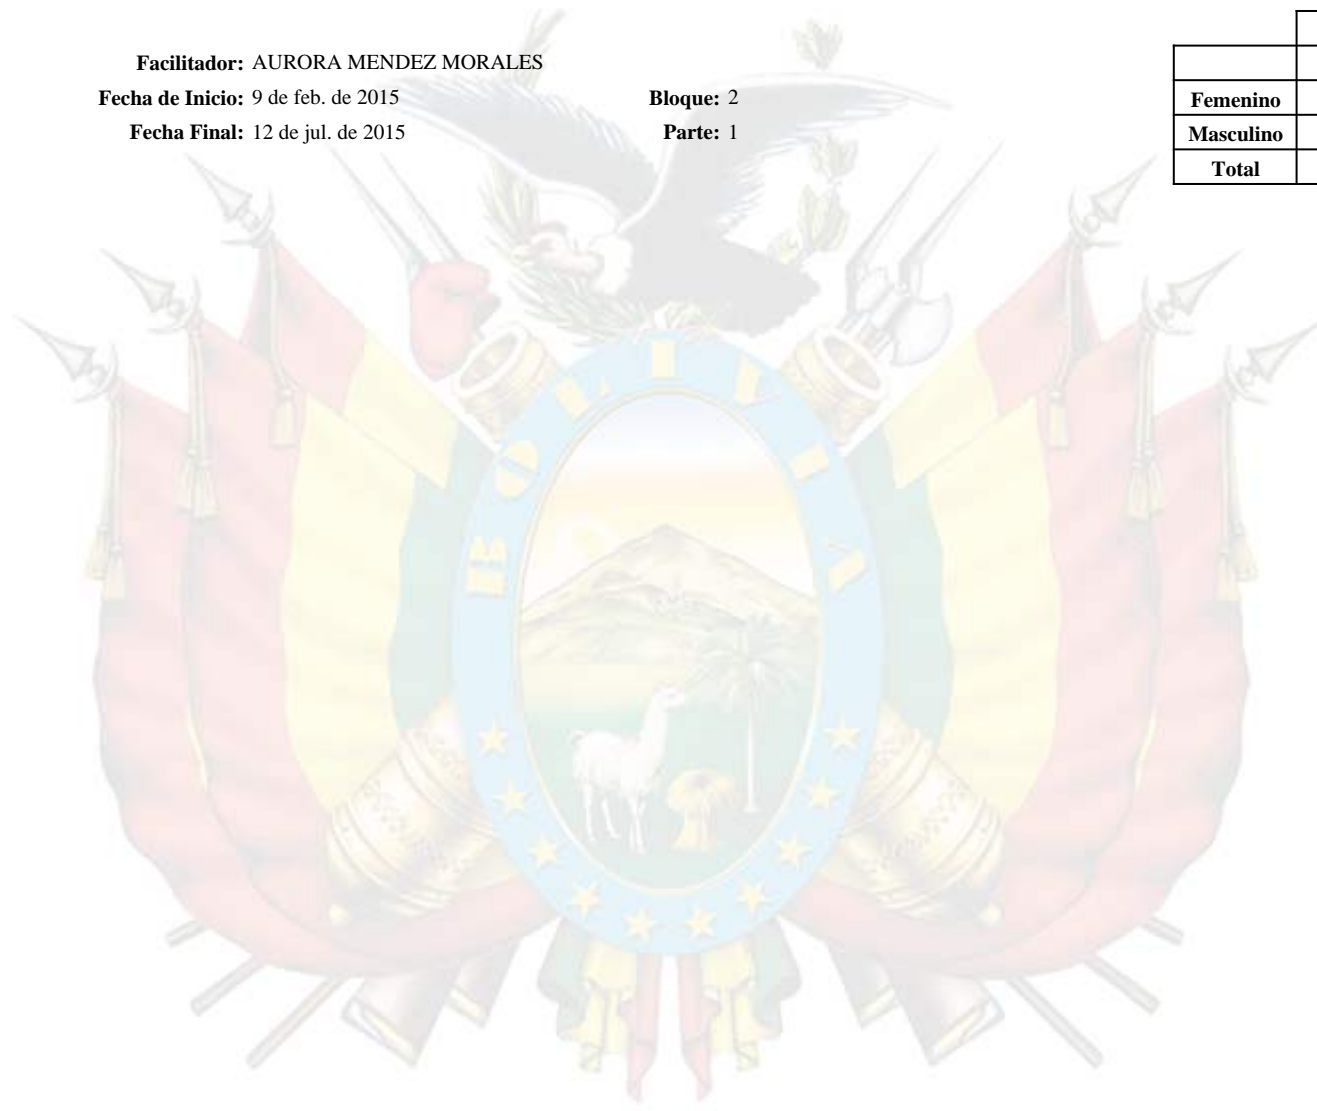 Facilitador: AURORA MENDEZ MORALES
Fecha de Inicio: 9 de feb. de 2015 Bloque: 2
Fecha Final: 12 de jul. de 2015 Parte: 1
Femenino
Masculino
Total
BOLIVIA